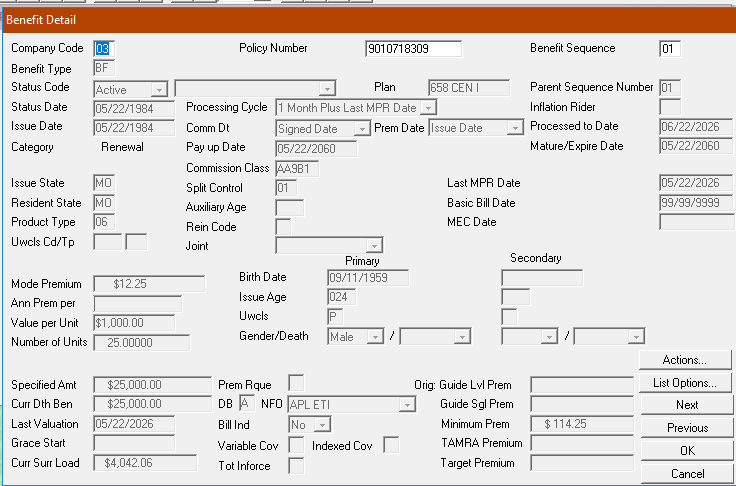 Benefit Detail
Company Code 03 Policy Number 9010718309 Benefit Sequence 01
Benefit Type BF
Status Code Active Plan 658 CEN I Parent Sequence Number 01
Status Date 05/22/1984 Processing Cycle 1 Month Plus Last MPR Date Inflation Rider
Issue Date 05/22/1984 Comm Dt Signed Date Prem Date Issue Date Processed to Date 06/22/2026
Category Renewal Pay up Date 05/22/2060 Mature/Expire Date 05/22/2060
Commission Class AA9B1
Issue State MO Split Control 01 Last MPR Date 05/22/2026
Resident State MO Auxiliary Age Basic Bill Date 99/99/9999
Product Type 06 Rein Code MEC Date
Uwcls Cd/Tp Joint
Primary Secondary
Mode Premium $12.25 Birth Date 09/11/1959
Ann Prem per Issue Age 024
Value per Unit $1,000.00 Uwcls P
Number of Units 25.00000 Gender/Death Male / /
Actions...
Specified Amt $25,000.00 Prem Rque Orig: Guide Lvl Prem List Options...
Curr Dth Ben $25,000.00 DB A NFO APL ETI Guide Sgl Prem Next
Last Valuation 05/22/2026 Bill Ind No Minimum Prem $ 114.25 Previous
Grace Start Variable Cov Indexed Cov TAMRA Premium OK
Curr Surr Load $4,042.06 Tot Inforce Target Premium Cancel